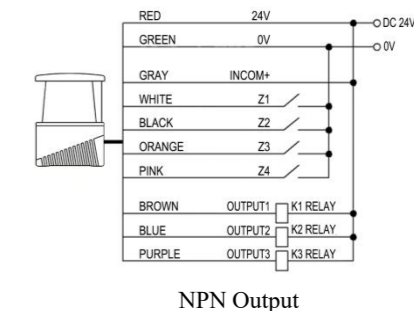 RED 24V DC 24V
GREEN 0V 0V
GRAY INCOM+
WHITE Z1
BLACK Z2
ORANGE Z3
PINK Z4
BROWN OUTPUT1 K1 RELAY
BLUE OUTPUT2 K2 RELAY
PURPLE OUTPUT3 K3 RELAY
NPN Output